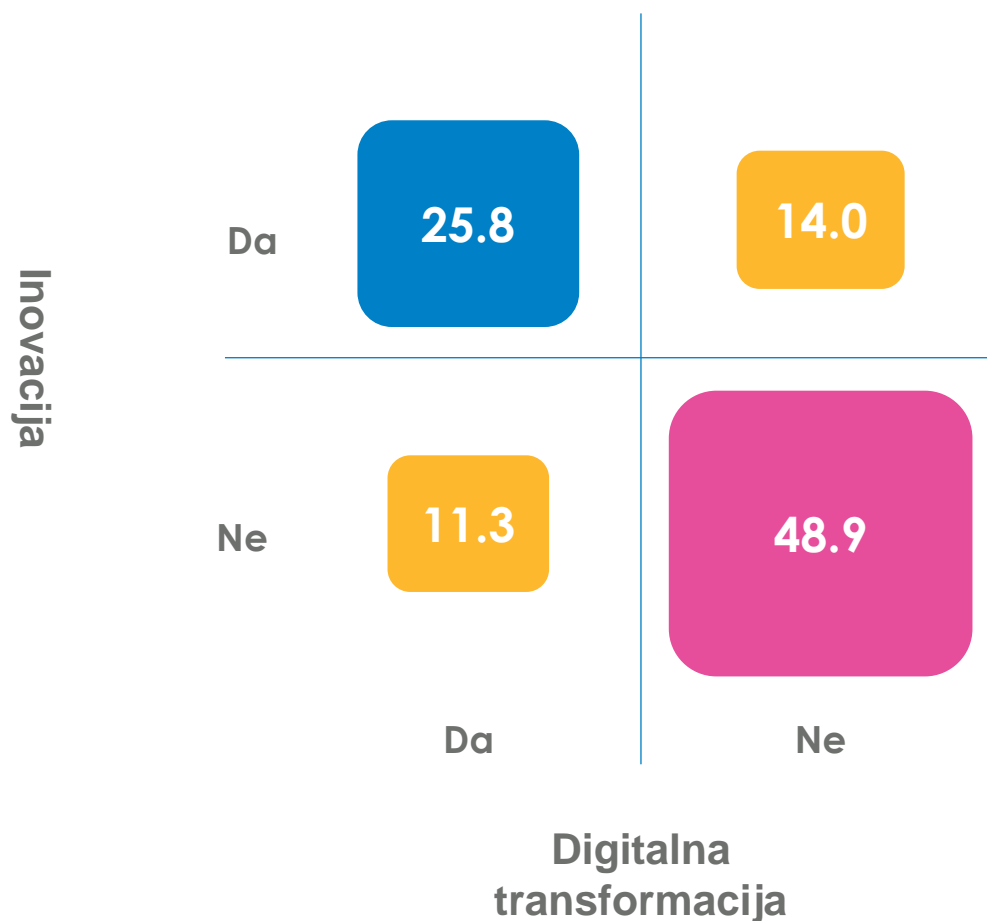 25.8
14.0
Da
Inovacija
11.3
48.9
Ne
Da
Ne
Digitalna
transformacija